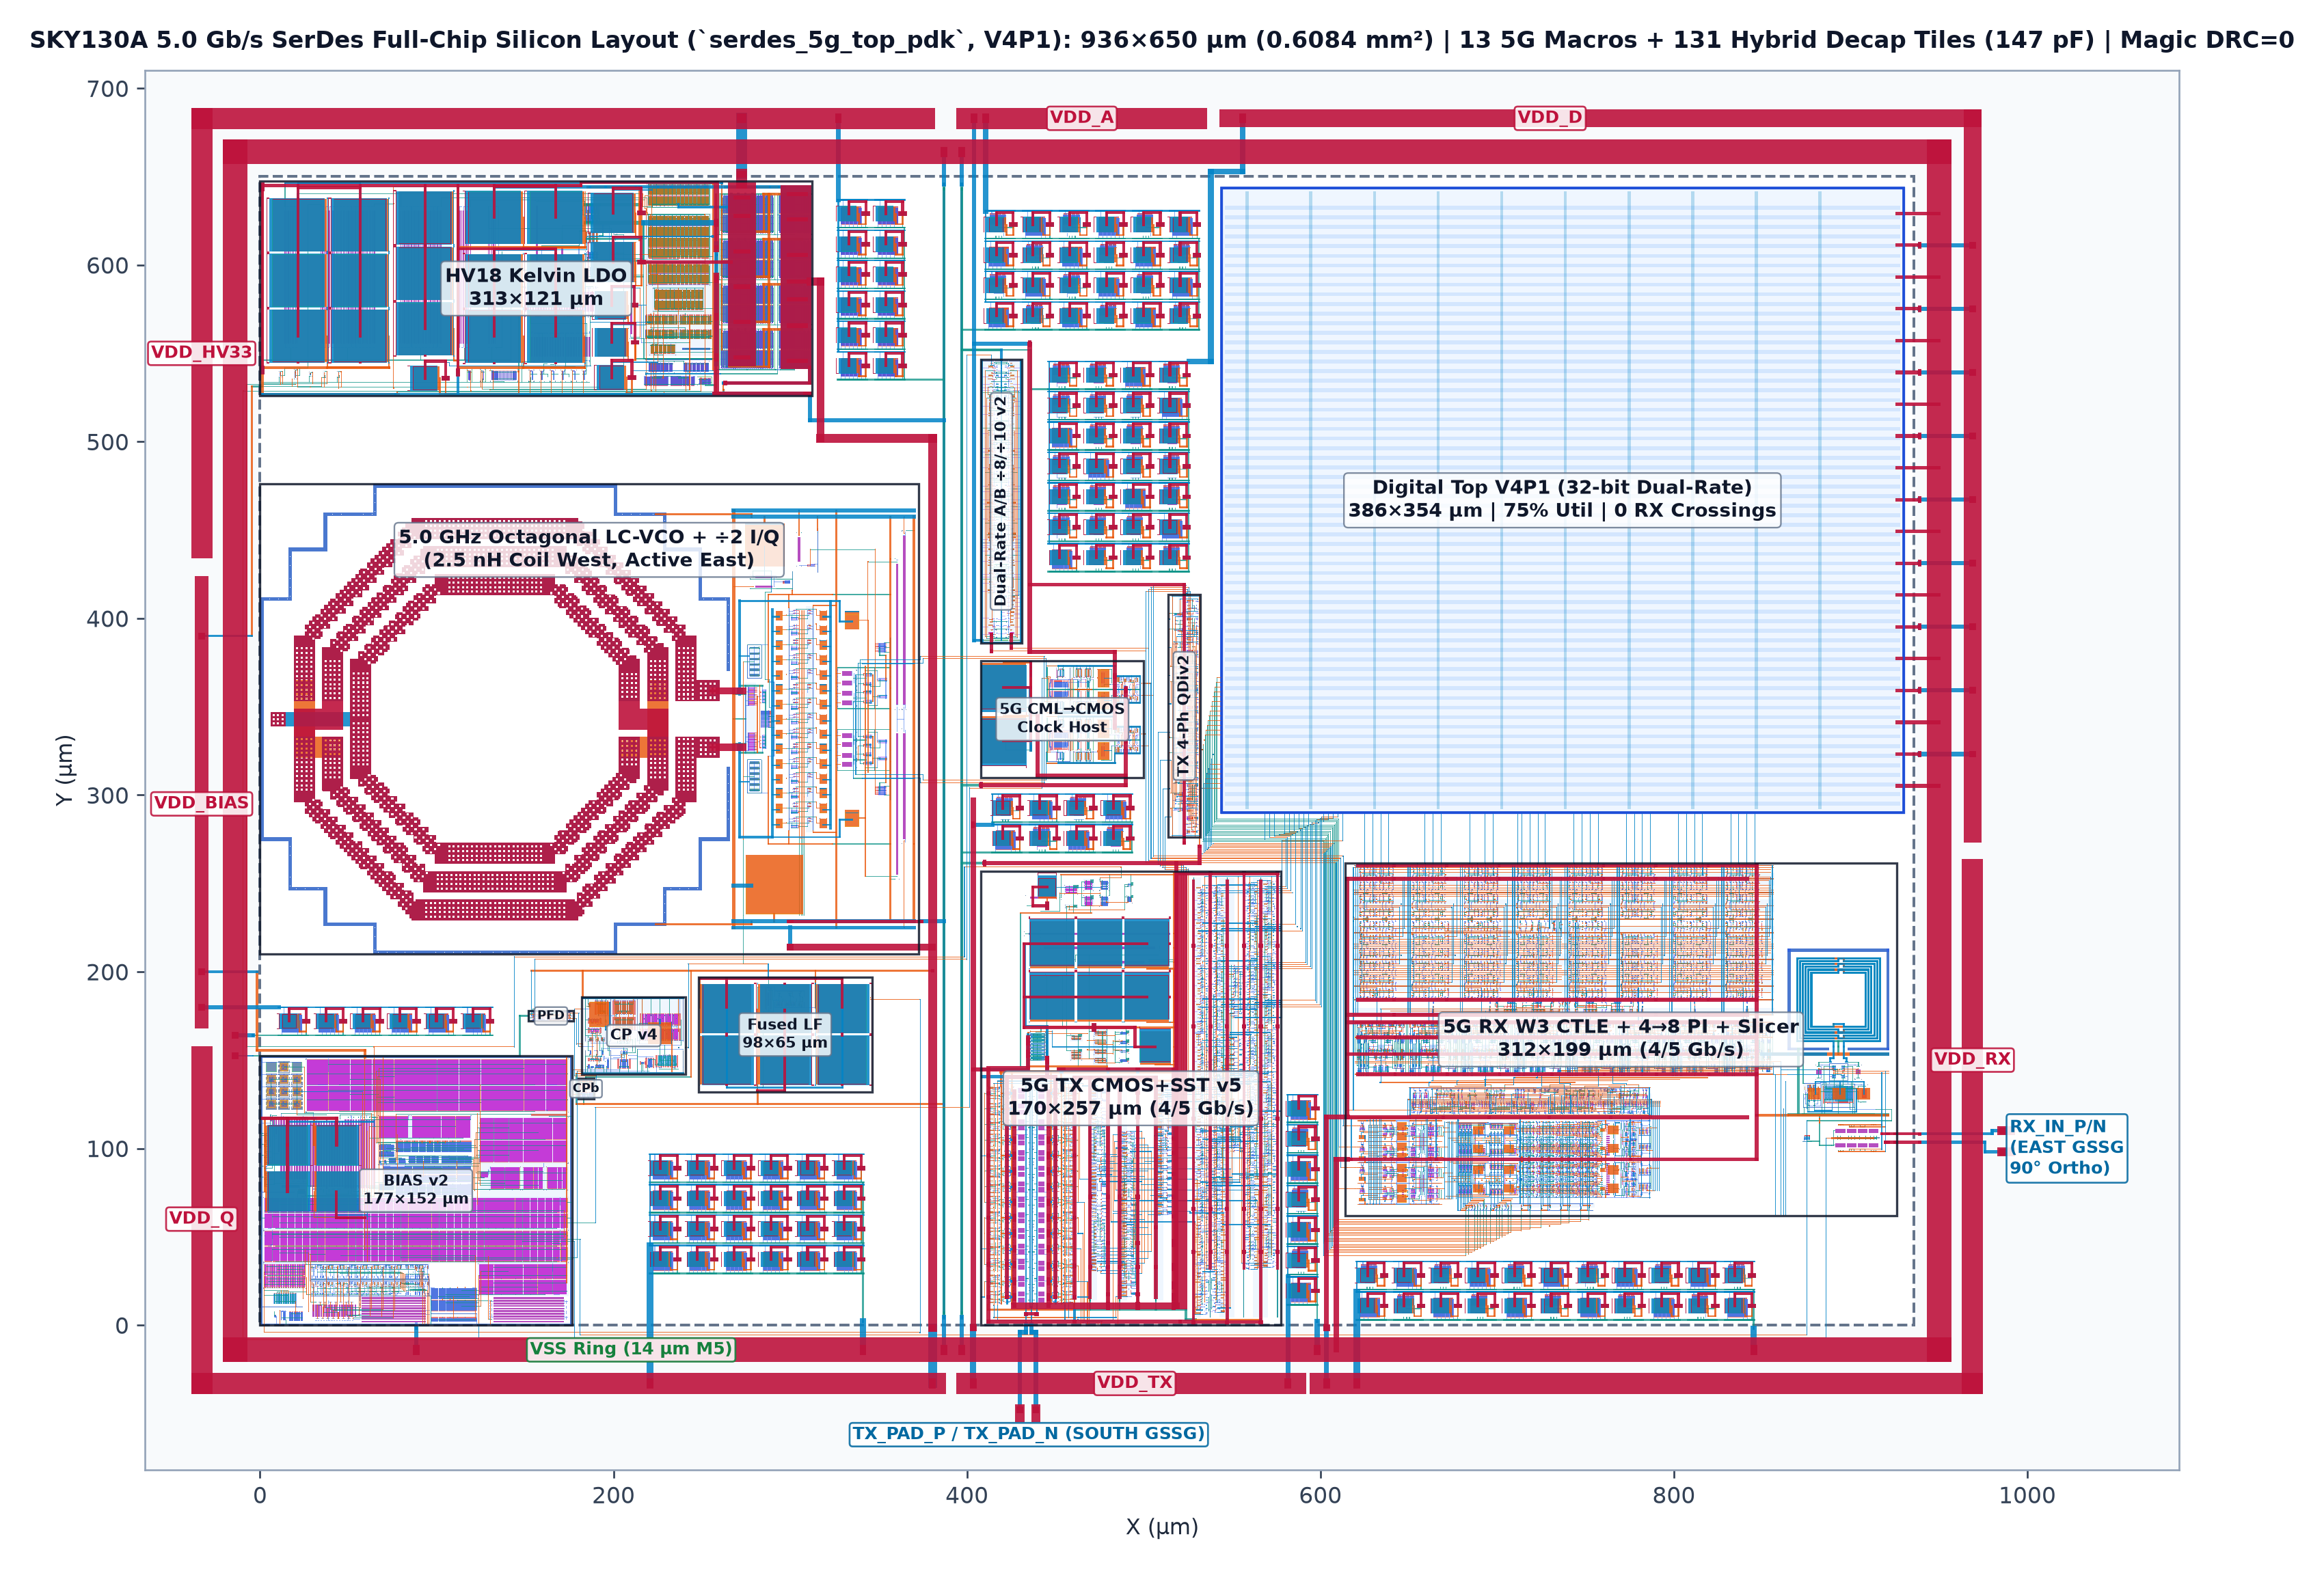 SKY130A 5.0 Gb/s SerDes Full-Chip Silicon Layout (`serdes_5g_top_pdk`, V4P1): 936×650 µm (0.6084 mm²) | 13 5G Macros + 131 Hybrid Decap Tiles (147 pF) | Magic DRC=0
700
600
500
400
300
200
100
0
Y (µm)
0
200
400
600
800
1000
X (µm)
VDD_A
VDD_D
VDD_HV33
VDD_BIAS
VDD_Q
VDD_RX
VDD_TX
VSS Ring (14 µm M5)
HV18 Kelvin LDO
313×121 µm
5.0 GHz Octagonal LC-VCO + ÷2 I/Q
(2.5 nH Coil West, Active East)
Dual-Rate A/B ÷8/÷10 v2
Digital Top V4P1 (32-bit Dual-Rate)
386×354 µm | 75% Util | 0 RX Crossings
5G CML→CMOS
Clock Host
TX 4-Ph QDiv2
PFD
CP v4
CPb
Fused LF
98×65 µm
BIAS v2
177×152 µm
5G TX CMOS+SST v5
170×257 µm (4/5 Gb/s)
5G RX W3 CTLE + 4→8 PI + Slicer
312×199 µm (4/5 Gb/s)
RX_IN_P/N
(EAST GSSG
90° Ortho)
TX_PAD_P / TX_PAD_N (SOUTH GSSG)